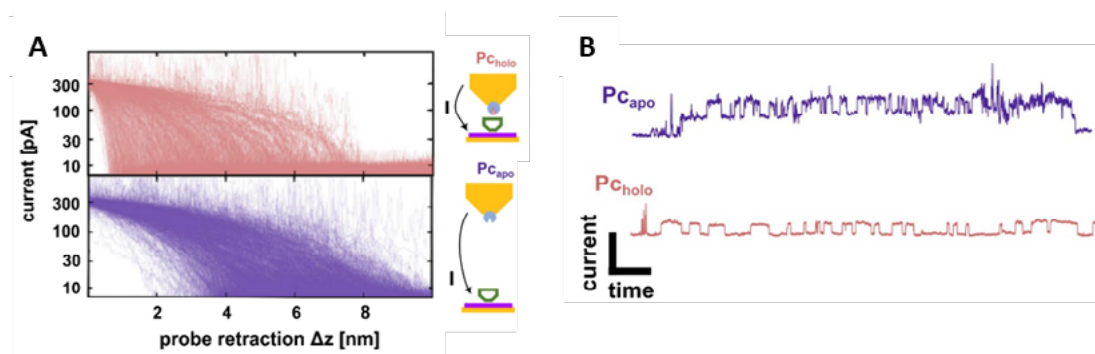 A
300
100
30
10
300
100
30
10
current [pA]
2
4
6
8
probe retraction Δz [nm]
Pcholo
I
Pcapo
I
B
Pcapo
Pcholo
current
time